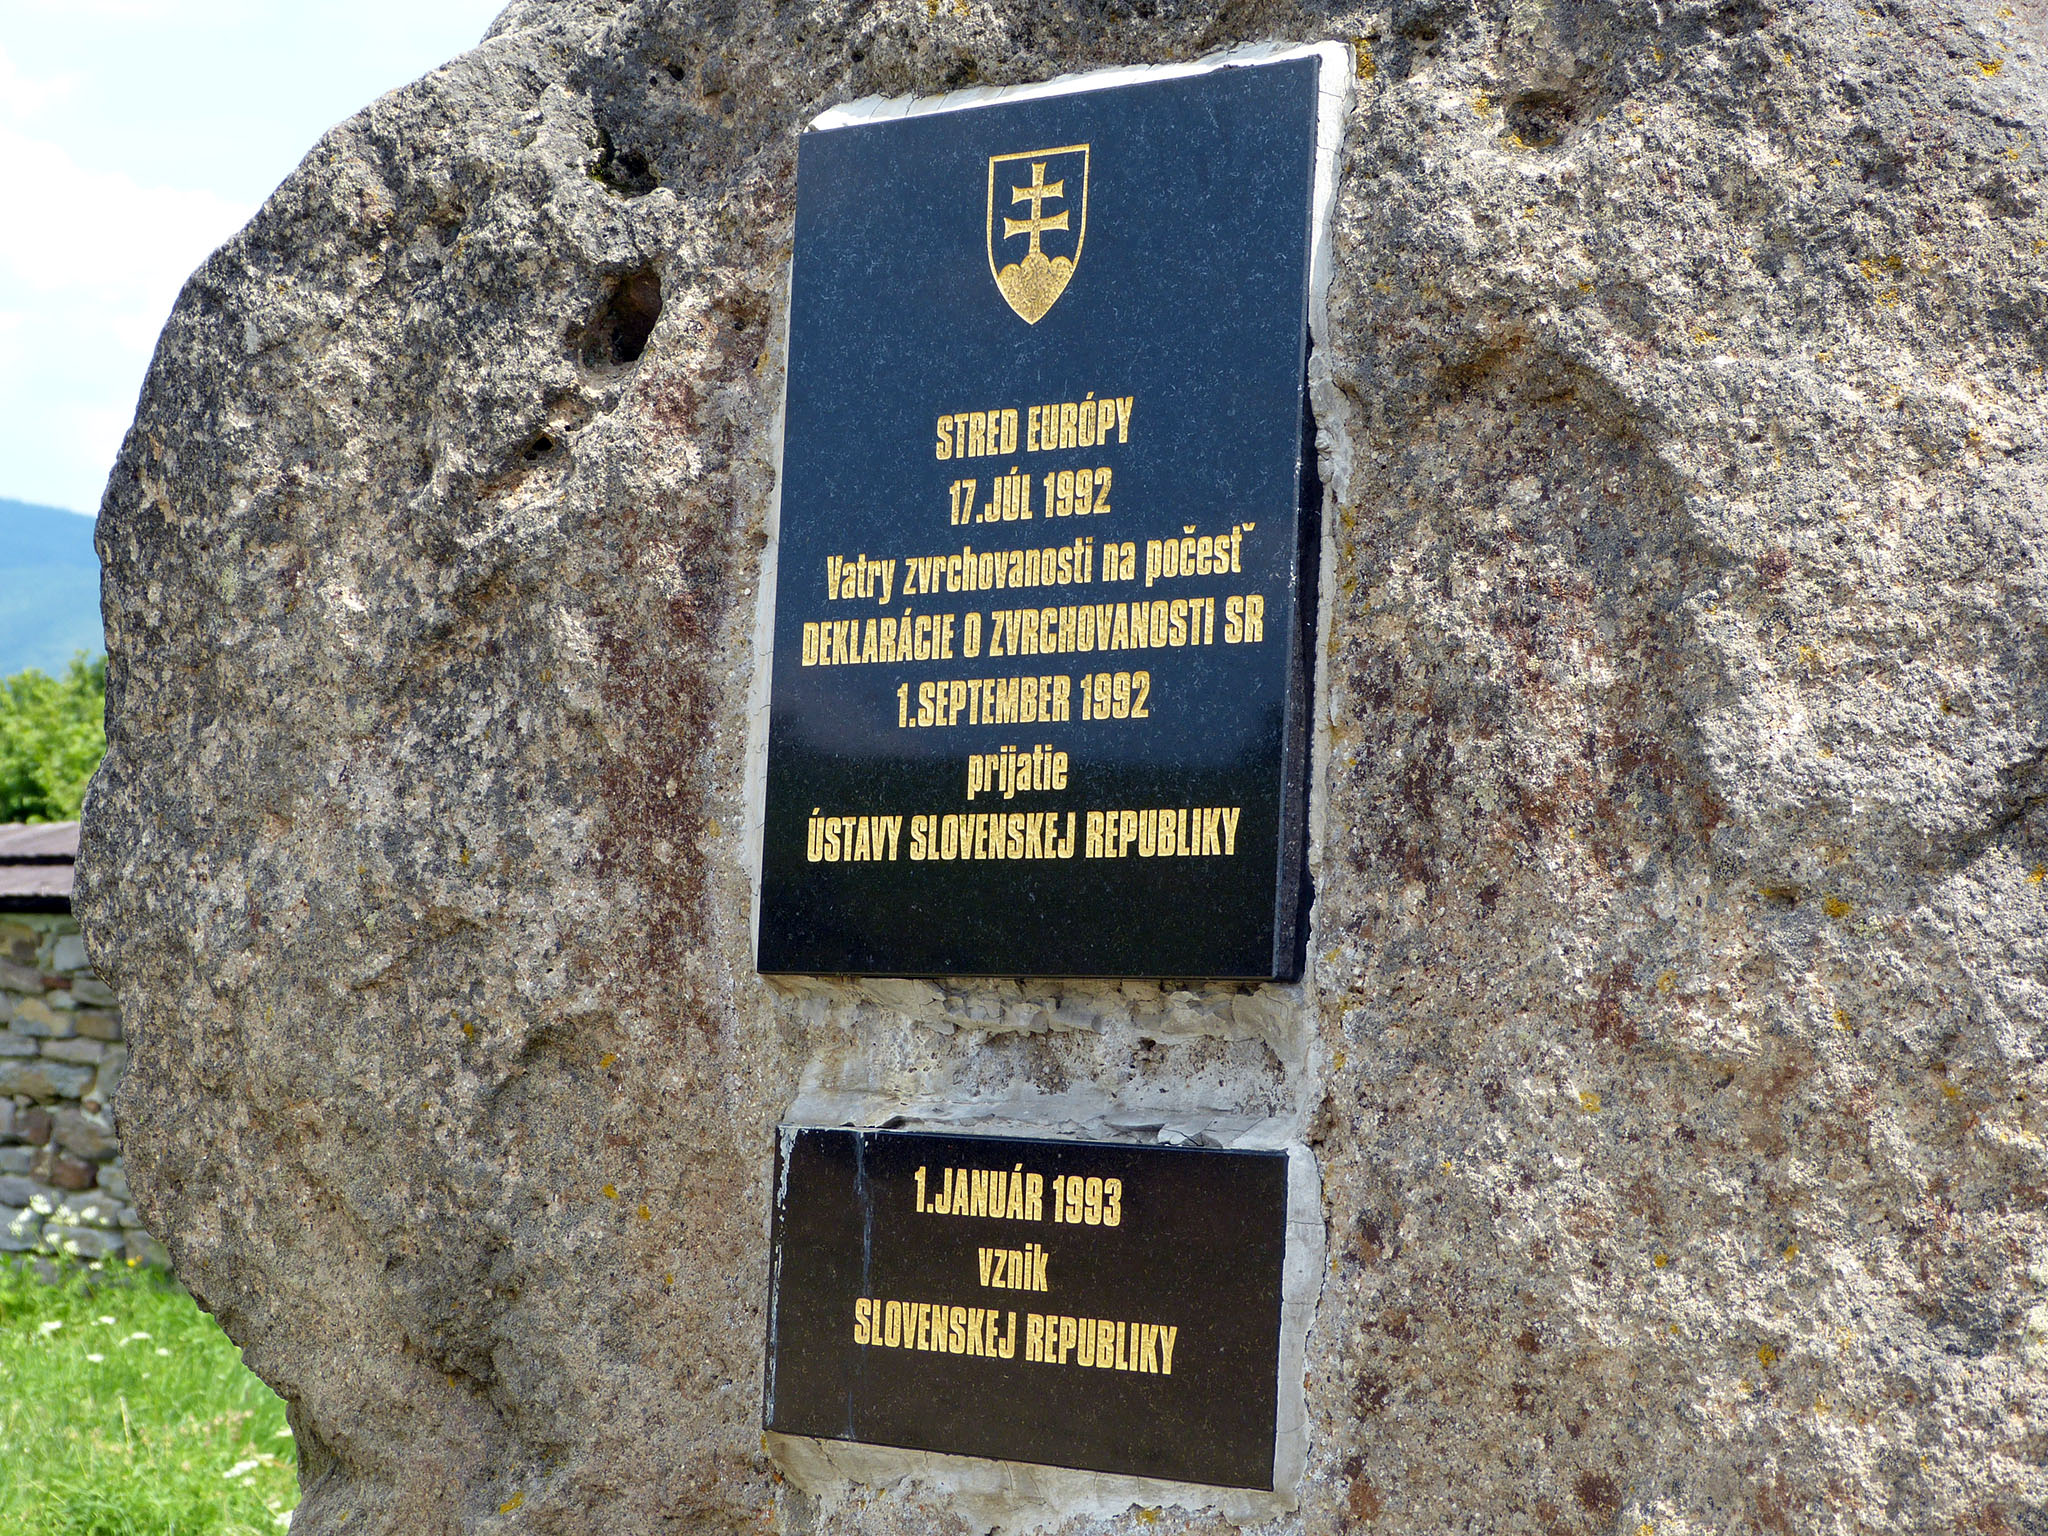 STRED EURÓPY
17.JÚL 1992
Vatry zvrchovanosti na počesť
DEKLARÁCIE O ZVRCHOVANOSTI SR
1.SEPTEMBER 1992
prijatie
ÚSTAVY SLOVENSKEJ REPUBLIKY
1.JANUÁR 1993
vznik
SLOVENSKEJ REPUBLIKY